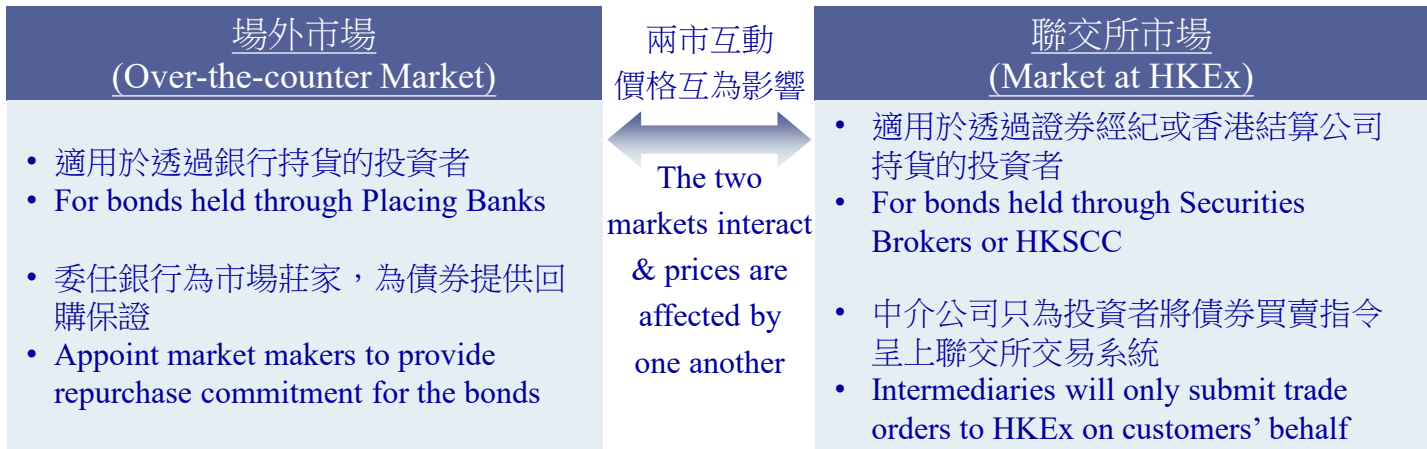 場外市場
(Over-the-counter Market)
• 適用於透過銀行持貨的投資者
• For bonds held through Placing Banks
• 委任銀行為市場莊家，為債券提供回
購保證
• Appoint market makers to provide
repurchase commitment for the bonds
兩市互動
價格互為影響
The two
markets interact
& prices are
affected by
one another
聯交所市場
(Market at HKEx)
• 適用於透過證券經紀或香港結算公司
持貨的投資者
• For bonds held through Securities
Brokers or HKSCC
• 中介公司只為投資者將債券買賣指令
呈上聯交所交易系統
• Intermediaries will only submit trade
orders to HKEx on customers’ behalf